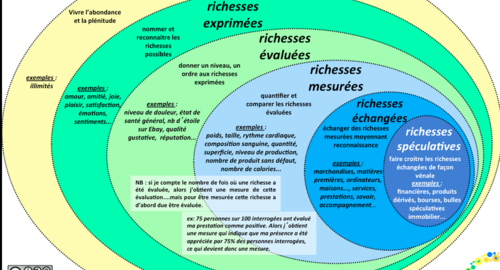 Vivre l'abondance
et la plénitude
exemples :
illimités
richesses
exprimées
nommer et
reconnaitre les
richesses
possibles
exemples :
amour, amitié, joie,
plaisir, satisfaction,
émotions,
sentiments...
richesses
évaluées
donner un niveau, un
ordre aux richesses
exprimées
exemples :
niveau de douleur, état de
santé général, nb d´étoile
sur Ebay, qualité
gustative, réputation...
richesses
mesurées
quantifier et
comparer les richesses
évaluées
exemples :
poids, taille, rythme cardiaque,
composition sanguine, quantité,
superficie, niveau de production,
nombre de produit sans défaut,
nombre de calories...
richesses
échangées
échanger des richesses
mesurées moyennant
reconnaissance
exemples :
merchandises, matières
premières, ordinateurs,
maisons..., services,
prestations, savoir,
accompagnement...
richesses
spéculatives
faire croitre les richesses
échangées de façon
vénale
exemples :
financières, produits
dérivés, bourses, bulles
spéculatives
immobilier...
NB : si je compte le nombre de fois où une richesse a
été évaluée, alors j'obtient une mesure de cette
évaluation....mais pour être mesurée cette richesse a
d'abord du être évaluée.
ex: 75 personnes sur 100 interrogées ont évalué
ma prestation comme positive. Alors j´obtient
une mesure qui indique que ma présence a été
appréciée par 75% des personnes interrogées,
ce qui devient donc une mesure,